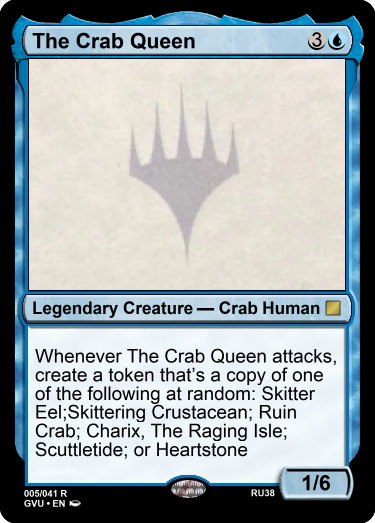 The Crab Queen 3
Legendary Creature — Crab Human
Whenever The Crab Queen attacks,
create a token that's a copy of one
of the following at random: Skitter
Eel;Skittering Crustacean; Ruin
Crab; Charix, The Raging Isle;
Scuttletide; or Heartstone
1/6
005/041 R
GVU • EN
RU38